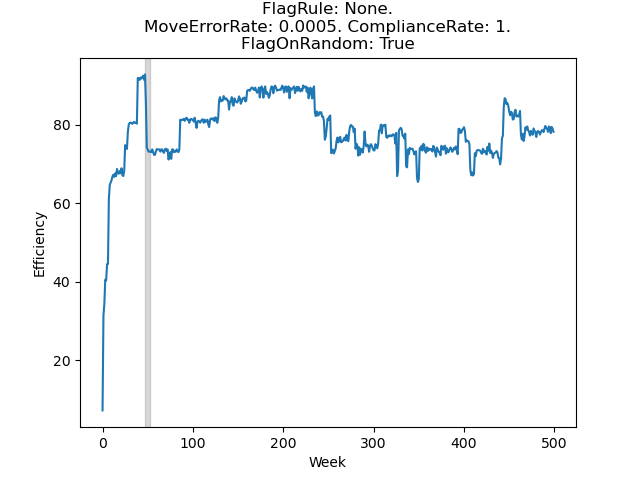 FlagRule: None.
MoveErrorRate: 0.0005. ComplianceRate: 1.
FlagOnRandom: True
80
60
40
20
Efficiency
0 100 200 300 400 500
Week